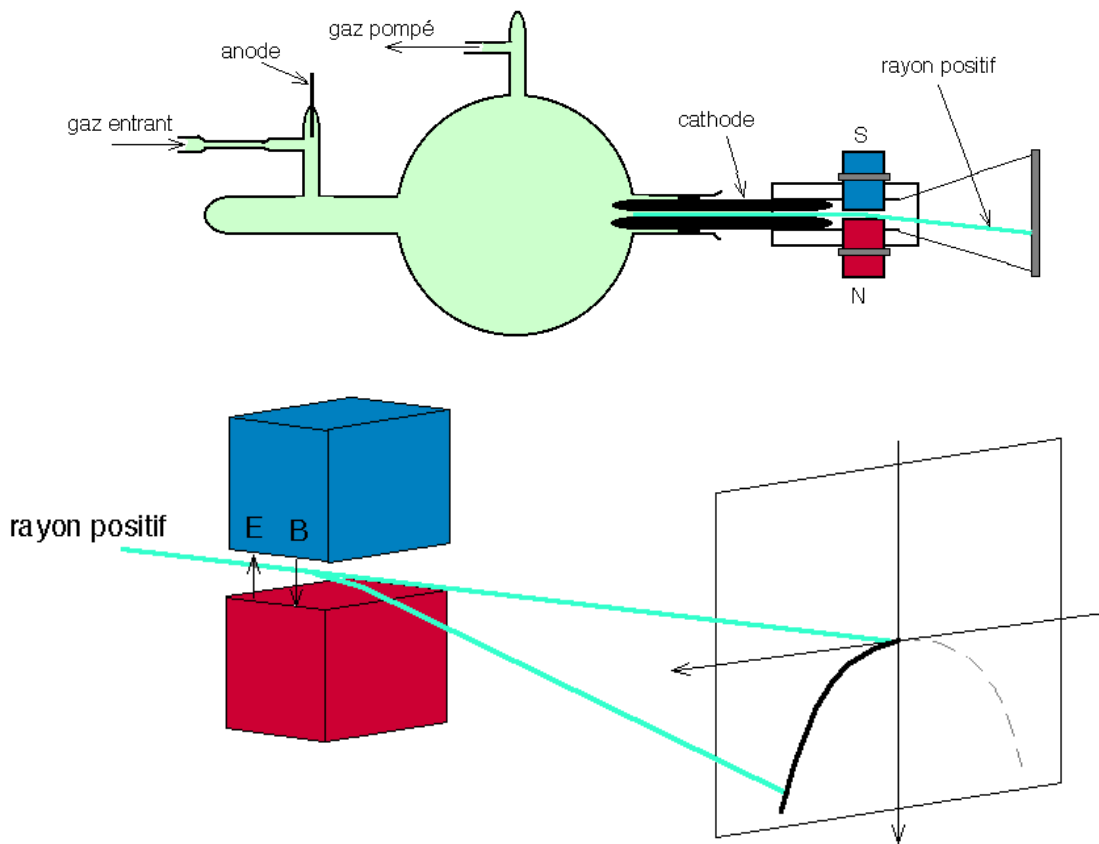 gaz pompé
anode
rayon positif
gaz entrant
cathode
S
N
E
B
rayon positif